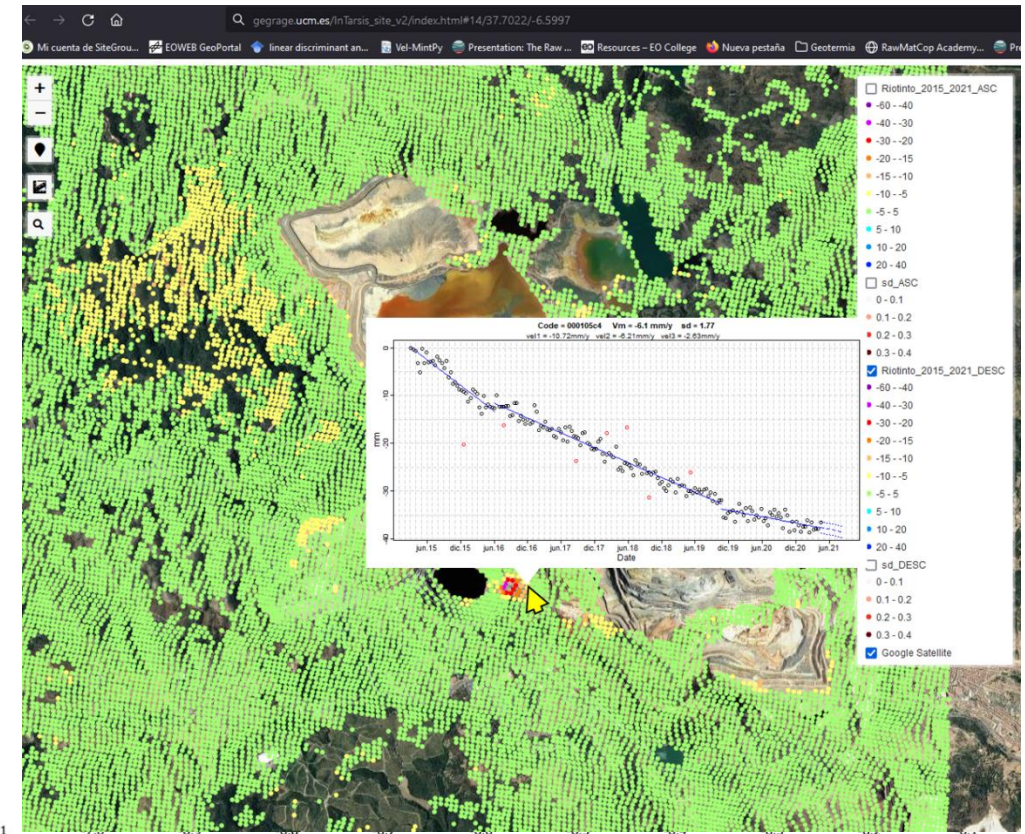 gegrage.ucm.es/InTarsis_site_v2/index.html#14/37.7022/-6.5997
Mi cuenta de SiteGrou... EOWEB GeoPortal linear discriminant an... Vel-MintPy Presentation: The Raw ... Resources – EO College Nueva pestaña Geotermia RawMatCop Academy... Pre
+
−
Riotinto_2015_2021_ASC
-60 - -40
-40 - -30
-30 - -20
-20 - -15
-15 - -10
-10 - -5
-5 - 5
5 - 10
10 - 20
20 - 40
sd_ASC
0 - 0.1
0.1 - 0.2
0.2 - 0.3
0.3 - 0.4
Riotinto_2015_2021_DESC
-60 - -40
-40 - -30
-30 - -20
-20 - -15
-15 - -10
-10 - -5
-5 - 5
5 - 10
10 - 20
20 - 40
sd_DESC
0 - 0.1
0.1 - 0.2
0.2 - 0.3
0.3 - 0.4
Google Satellite
Code = 000105c4 Vm = -6.1 mm/y sd = 1.77
vel1 = -10.72mm/y vel2 = -6.21mm/y vel3 = -2.63mm/y
0
-10
-20
-30
-40
mm
jun.15 dic.15 jun.16 dic.16 jun.17 dic.17 jun.18 dic.18 jun.19 dic.19 jun.20 dic.20 jun.21
Date
1